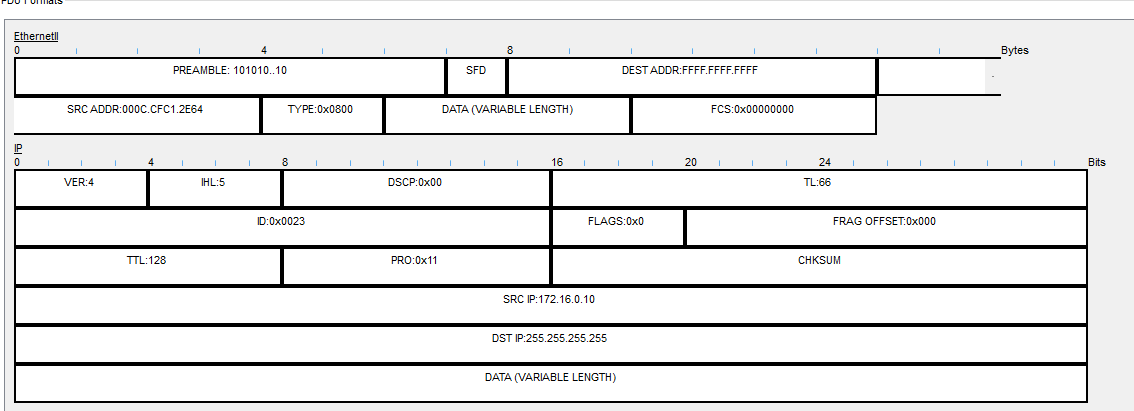 PDU Formats
EthernetII
0 4 8 Bytes
PREAMBLE: 101010..10 SFD DEST ADDR:FFFF.FFFF.FFFF
SRC ADDR:000C.CFC1.2E64 TYPE:0x0800 DATA (VARIABLE LENGTH) FCS:0x00000000
IP
0 4 8 16 20 24 Bits
VER:4 IHL:5 DSCP:0x00 TL:66
ID:0x0023 FLAGS:0x0 FRAG OFFSET:0x000
TTL:128 PRO:0x11 CHKSUM
SRC IP:172.16.0.10
DST IP:255.255.255.255
DATA (VARIABLE LENGTH)